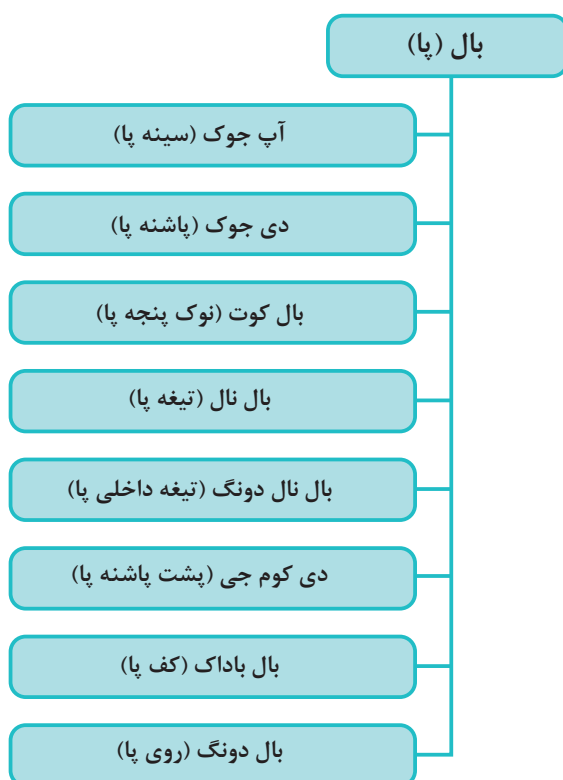 بال (پا)
آپ جوک (سینه پا)
دی جوک (پاشنه پا)
بال کوت (نوک پنجه پا)
بال نال (تیغه پا)
بال نال دونگ (تیغه داخلی پا)
دی کوم جی (پشت پاشنه پا)
بال باداک (کف پا)
بال دونگ (روی پا)